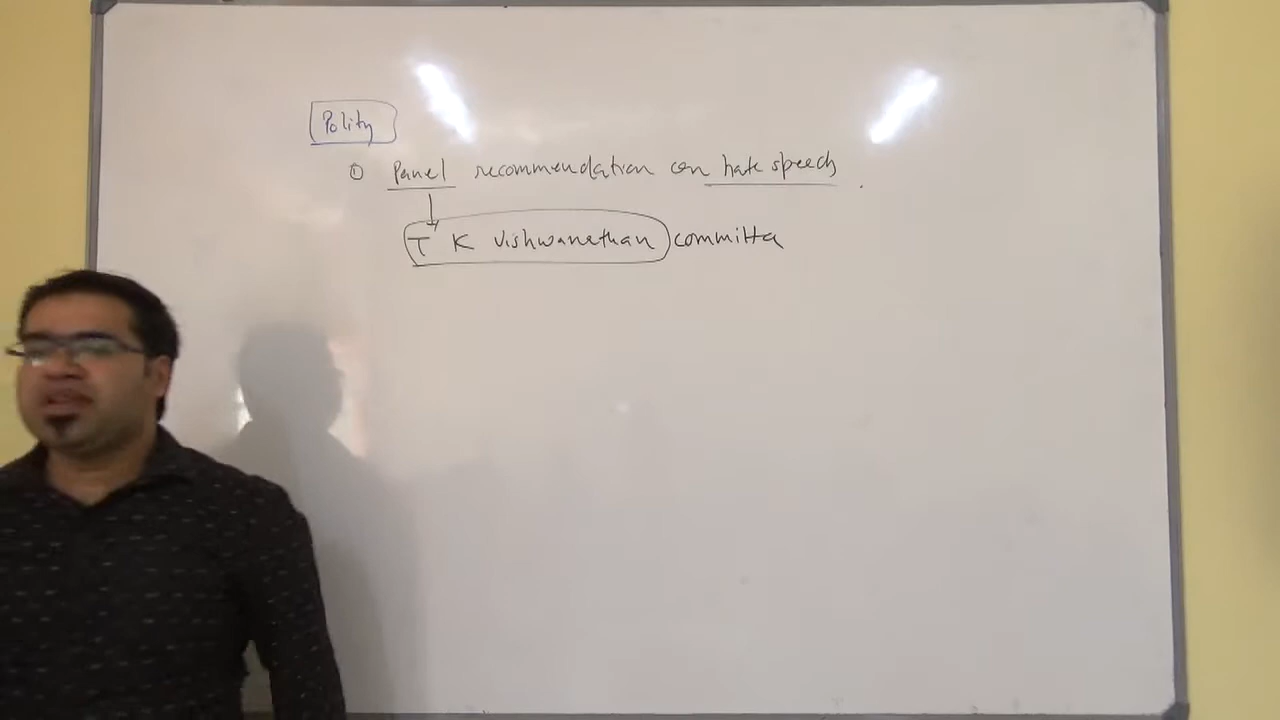 Polity
① Panel recommendation on hate speech.
T K Vishwanathan committee